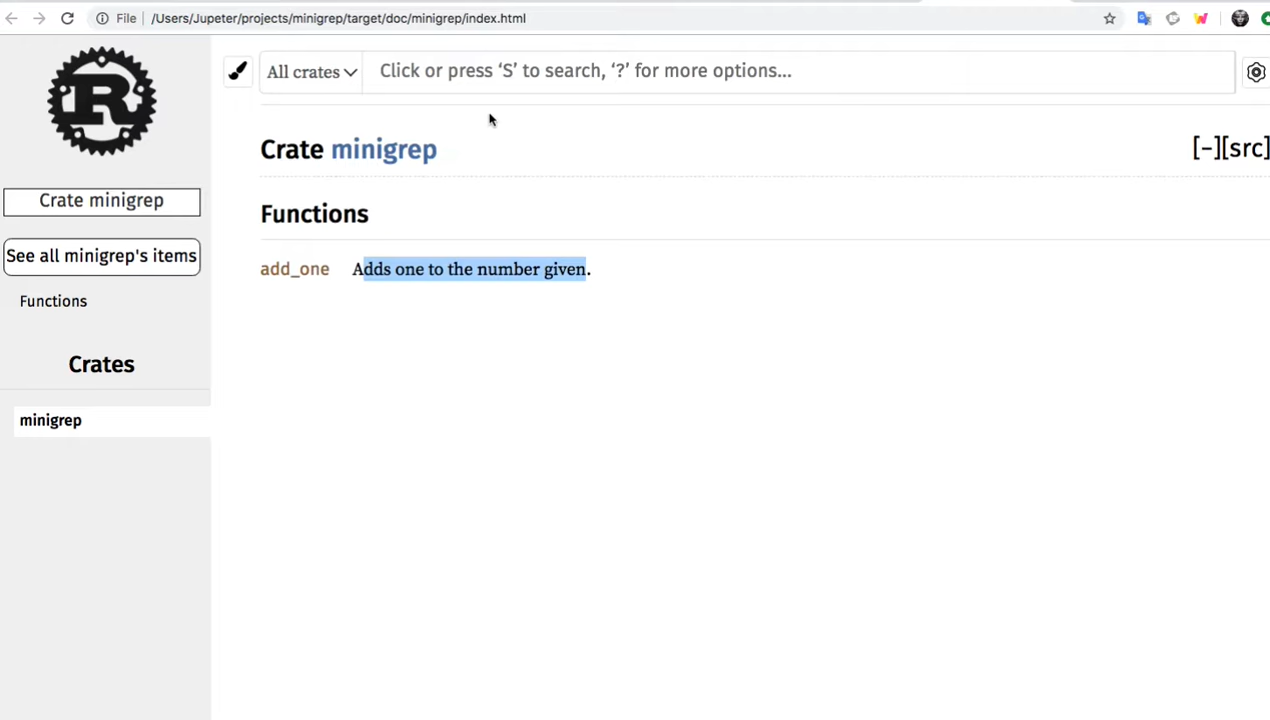 File /Users/Jupeter/projects/minigrep/target/doc/minigrep/index.html
R
All crates Click or press ‘S’ to search, ‘?’ for more options...
Crate minigrep [−][src]
Crate minigrep
Functions
See all minigrep's items
add_one Adds one to the number given.
Functions
Crates
minigrep